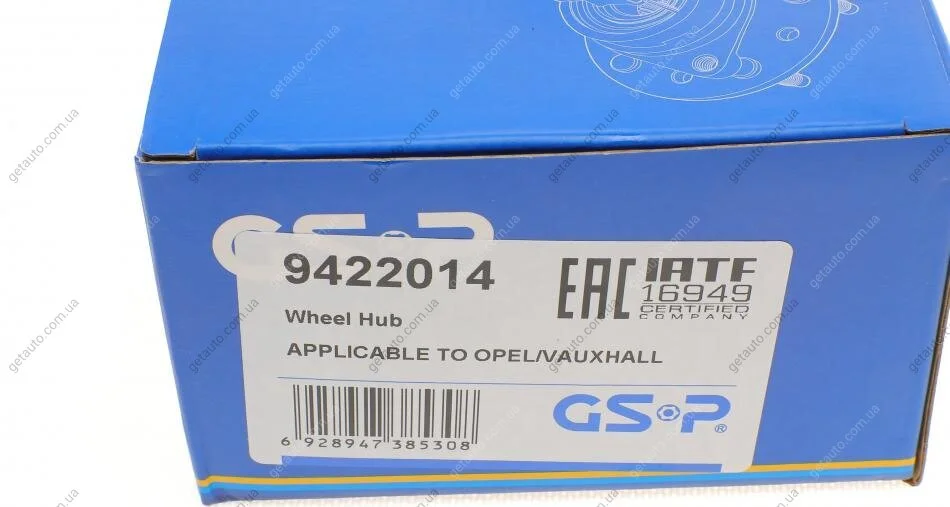 GS P
9422014
EAC
IATF
16949
CERTIFIED
COMPANY
Wheel Hub
APPLICABLE TO OPEL/VAUXHALL
6 928947 385308
GSP®
getauto.com.ua